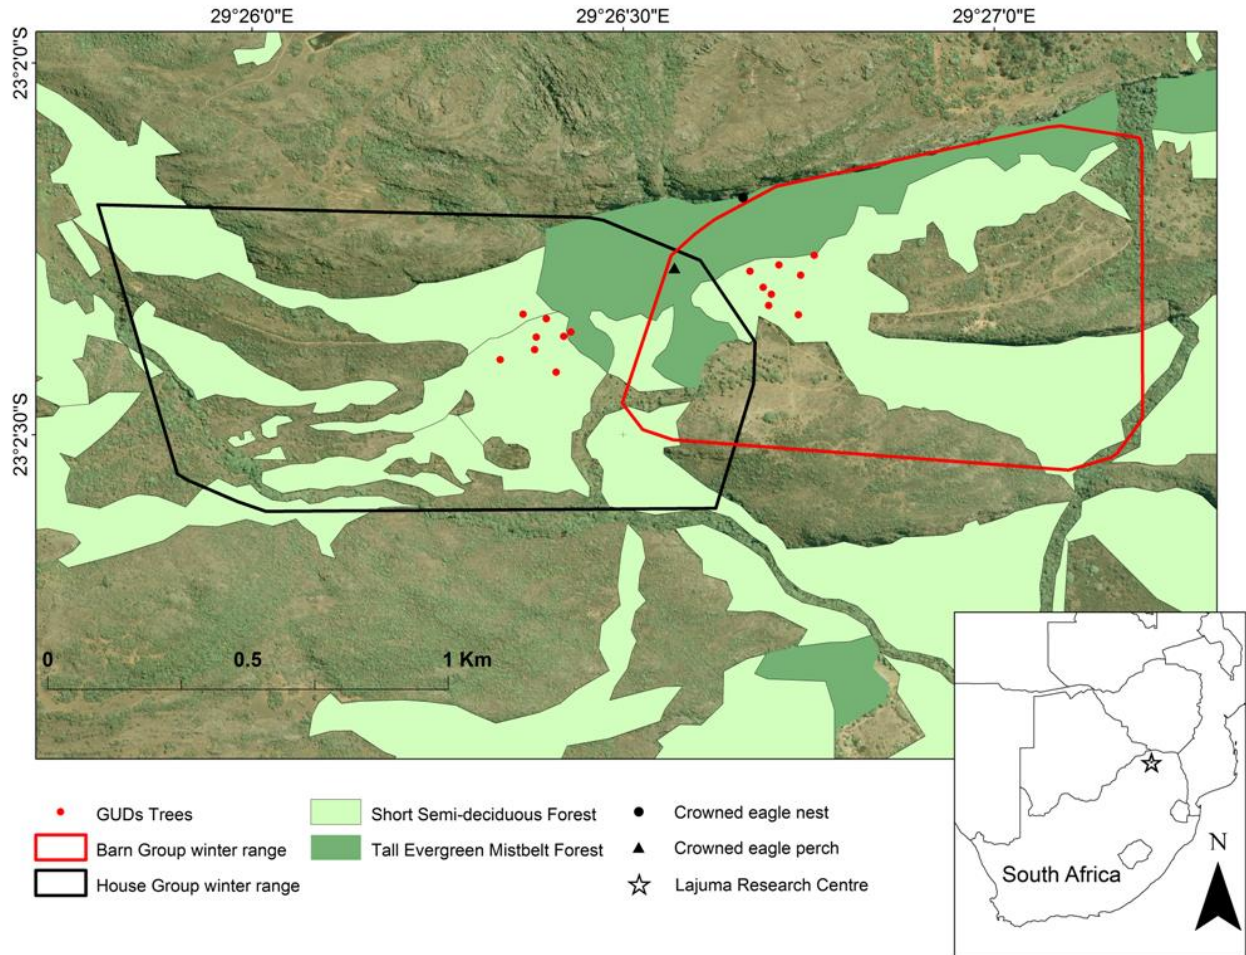 29°26'0"E 29°26'30"E 29°27'0"E
23°2'0"S
23°2'30"S
0 0.5 1 Km
GUDs Trees
Barn Group winter range
House Group winter range
Short Semi-deciduous Forest
Tall Evergreen Mistbelt Forest
Crowned eagle nest
Crowned eagle perch
Lajuma Research Centre
South Africa
N